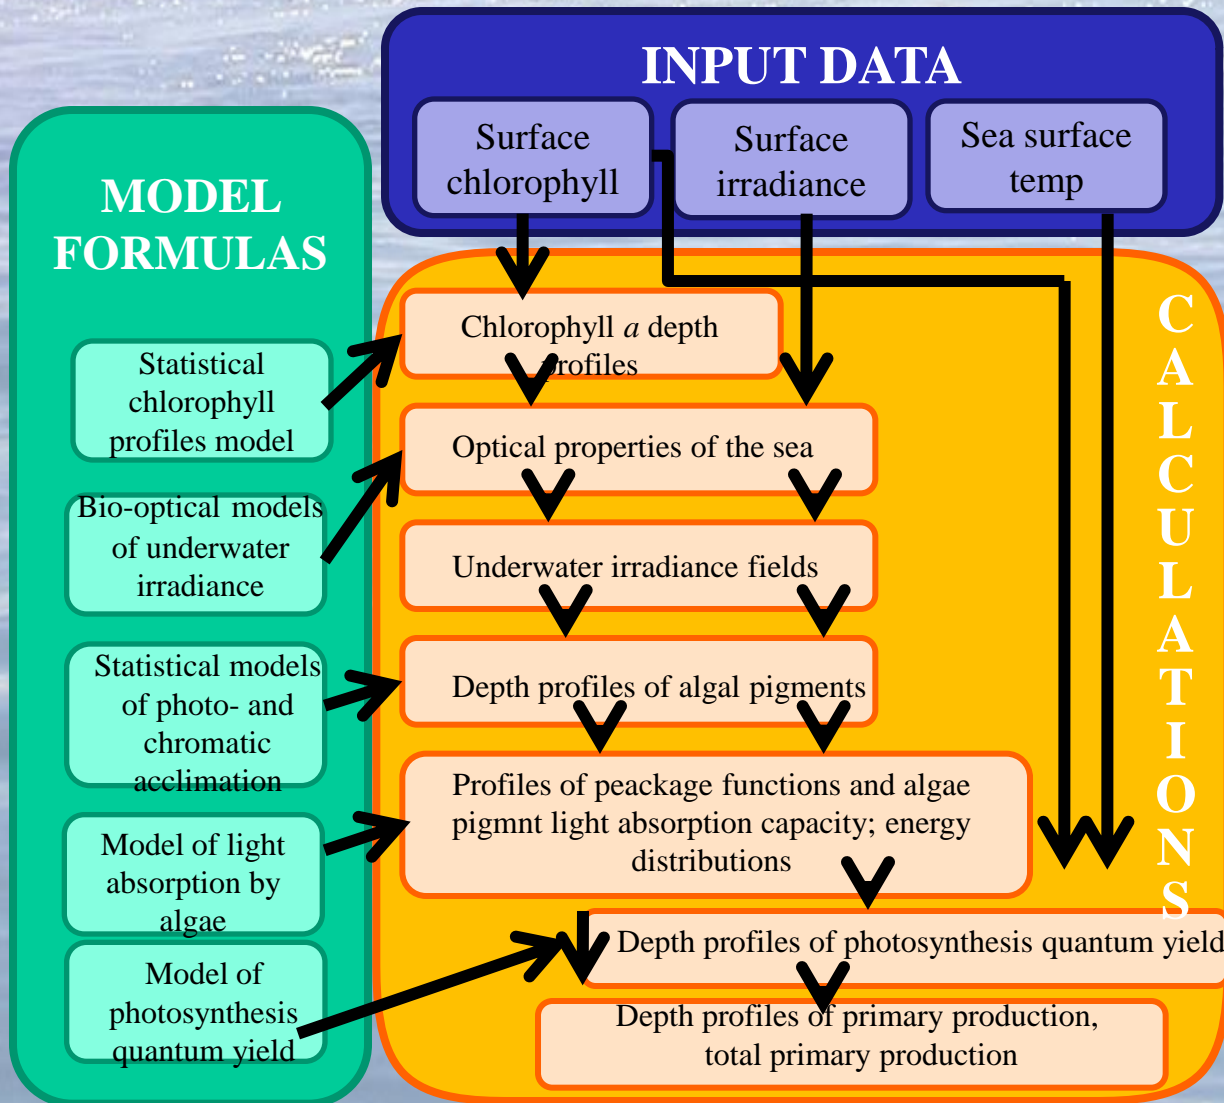 INPUT DATA
Surface
chlorophyll
Surface
irradiance
Sea surface
temp
MODEL
FORMULAS
Statistical
chlorophyll
profiles model
Bio-optical models
of underwater
irradiance
Statistical models
of photo- and
chromatic
acclimation
Model of light
absorption by
algae
Model of
photosynthesis
quantum yield
CALCULATIONS
Chlorophyll a depth
profiles
Optical properties of the sea
Underwater irradiance fields
Depth profiles of algal pigments
Profiles of peackage functions and algae
pigmnt light absorption capacity; energy
distributions
Depth profiles of photosynthesis quantum yield
Depth profiles of primary production,
total primary production